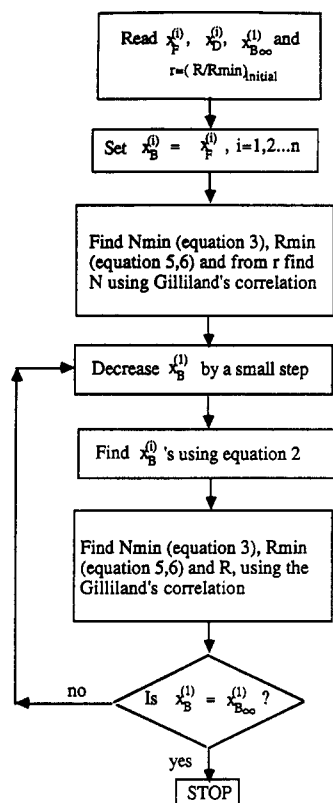 Read x_F^(i), x_D^(i), x_B∞^(1) and
r=(R/Rmin)initial
Set x_B^(i) = x_F^(i), i=1,2...n
Find Nmin (equation 3), Rmin
(equation 5,6) and from r find
N using Gilliland's correlation
Decrease x_B^(1) by a small step
Find x_B^(i)'s using equation 2
Find Nmin (equation 3), Rmin
(equation 5,6) and R, using the
Gilliland's correlation
Is x_B^(1) = x_B∞^(1) ?
no
yes
STOP